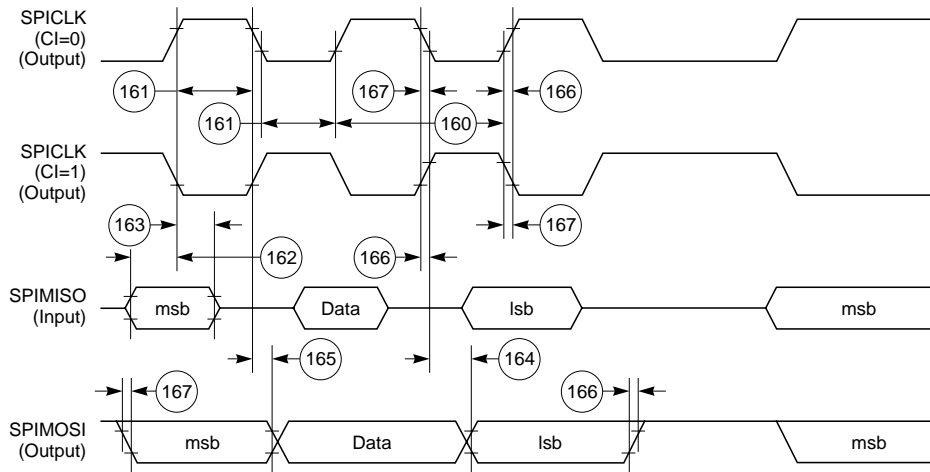 SPICLK
(CI=0)
(Output)
161
167
166
161
160
SPICLK
(CI=1)
(Output)
163
167
162
166
SPIMISO
(Input)
msb
Data
lsb
msb
165
164
167
166
SPIMOSI
(Output)
msb
Data
lsb
msb